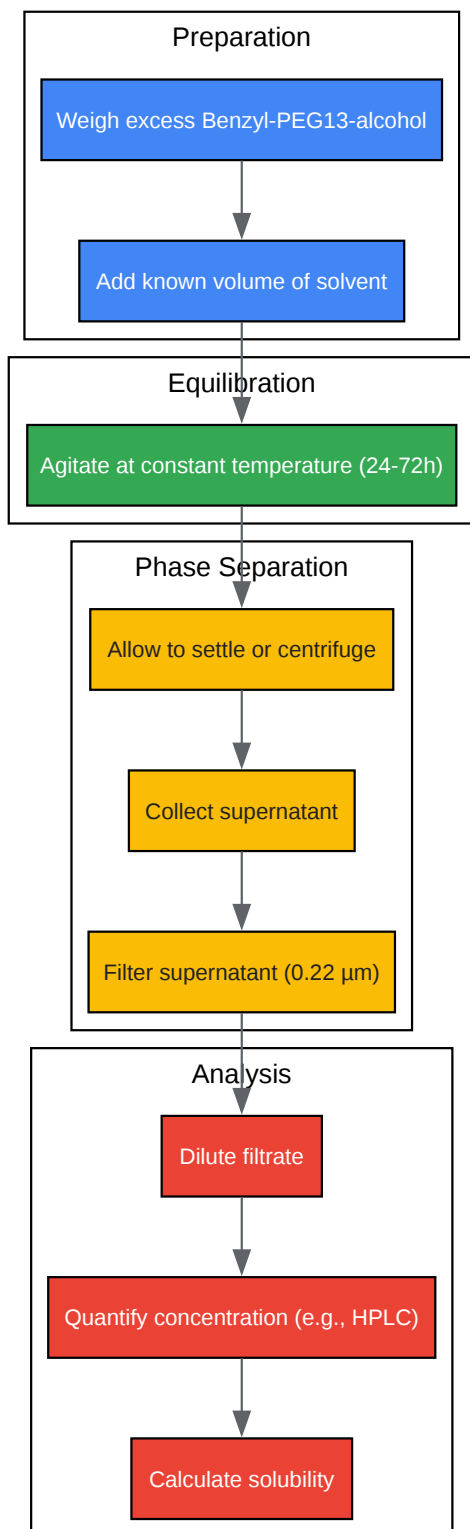 Preparation
Weigh excess Benzyl-PEG13-alcohol
Add known volume of solvent
Equilibration
Agitate at constant temperature (24-72h)
Phase Separation
Allow to settle or centrifuge
Collect supernatant
Filter supernatant (0.22 µm)
Analysis
Dilute filtrate
Quantify concentration (e.g., HPLC)
Calculate solubility